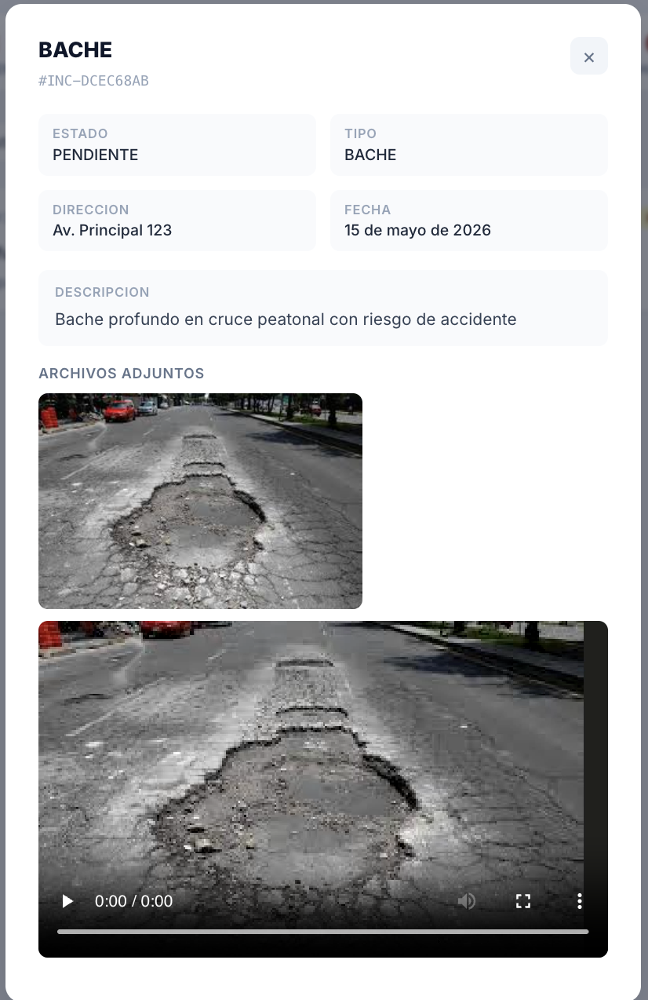 BACHE
#INC-DCEC68AB
ESTADO
PENDIENTE
TIPO
BACHE
DIRECCION
Av. Principal 123
FECHA
15 de mayo de 2026
DESCRIPCION
Bache profundo en cruce peatonal con riesgo de accidente
ARCHIVOS ADJUNTOS
0:00 / 0:00